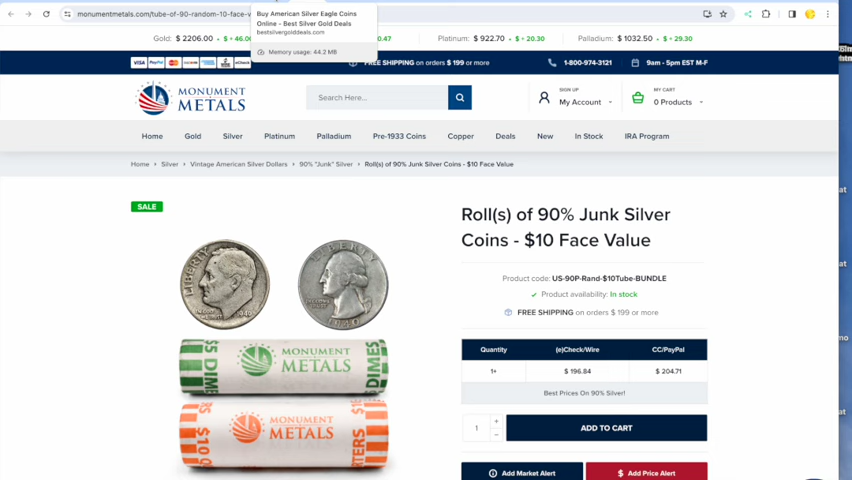 monumentmetals.com/tube-of-90-random-10-face-v
Buy American Silver Eagle Coins
Online - Best Silver Gold Deals
bestsilvergolddeals.com
Memory usage: 44.2 MB
Gold: $ 2206.00 $ + 46.0
0.47
Platinum: $ 922.70 $ + 20.30
Palladium: $ 1032.50 $ + 29.30
VISA PayPal eCheck
FREE SHIPPING on orders $ 199 or more
1-800-974-3121
9am - 5pm EST M-F
MONUMENT
METALS
Search Here...
SIGN UP
My Account
MY CART
0 Products
Home Gold Silver Platinum Palladium Pre-1933 Coins Copper Deals New In Stock IRA Program
Home > Silver > Vintage American Silver Dollars > 90% "Junk" Silver > Roll(s) of 90% Junk Silver Coins - $10 Face Value
SALE
LIBERTY
LIBERTY
MONUMENT
METALS
DIMES
MONUMENT
METALS
Roll(s) of 90% Junk Silver
Coins - $10 Face Value
Product code: US-90P-Rand-$10Tube-BUNDLE
Product availability: In stock
FREE SHIPPING on orders $ 199 or more
Quantity (e)Check/Wire CC/PayPal
1+ $ 196.84 $ 204.71
Best Prices On 90% Silver!
1 + −
ADD TO CART
Add Market Alert
$ Add Price Alert